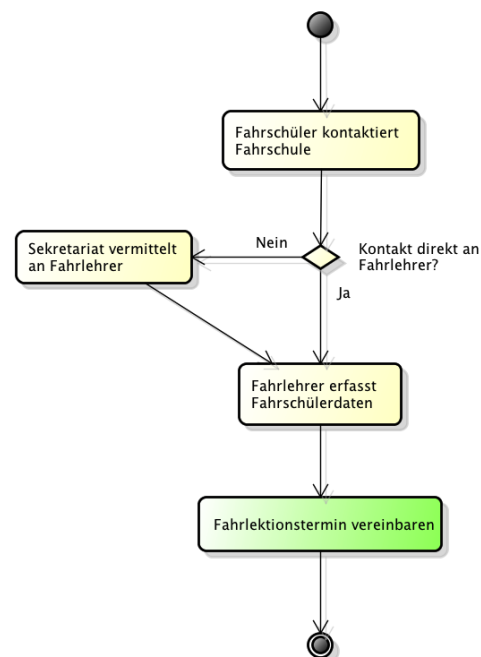 Fahrschüler kontaktiert
Fahrschule
Nein
Kontakt direkt an
Fahrlehrer?
Sekretariat vermittelt
an Fahrlehrer
Ja
Fahrlehrer erfasst
Fahrschülerdaten
Fahrlektionstermin vereinbaren